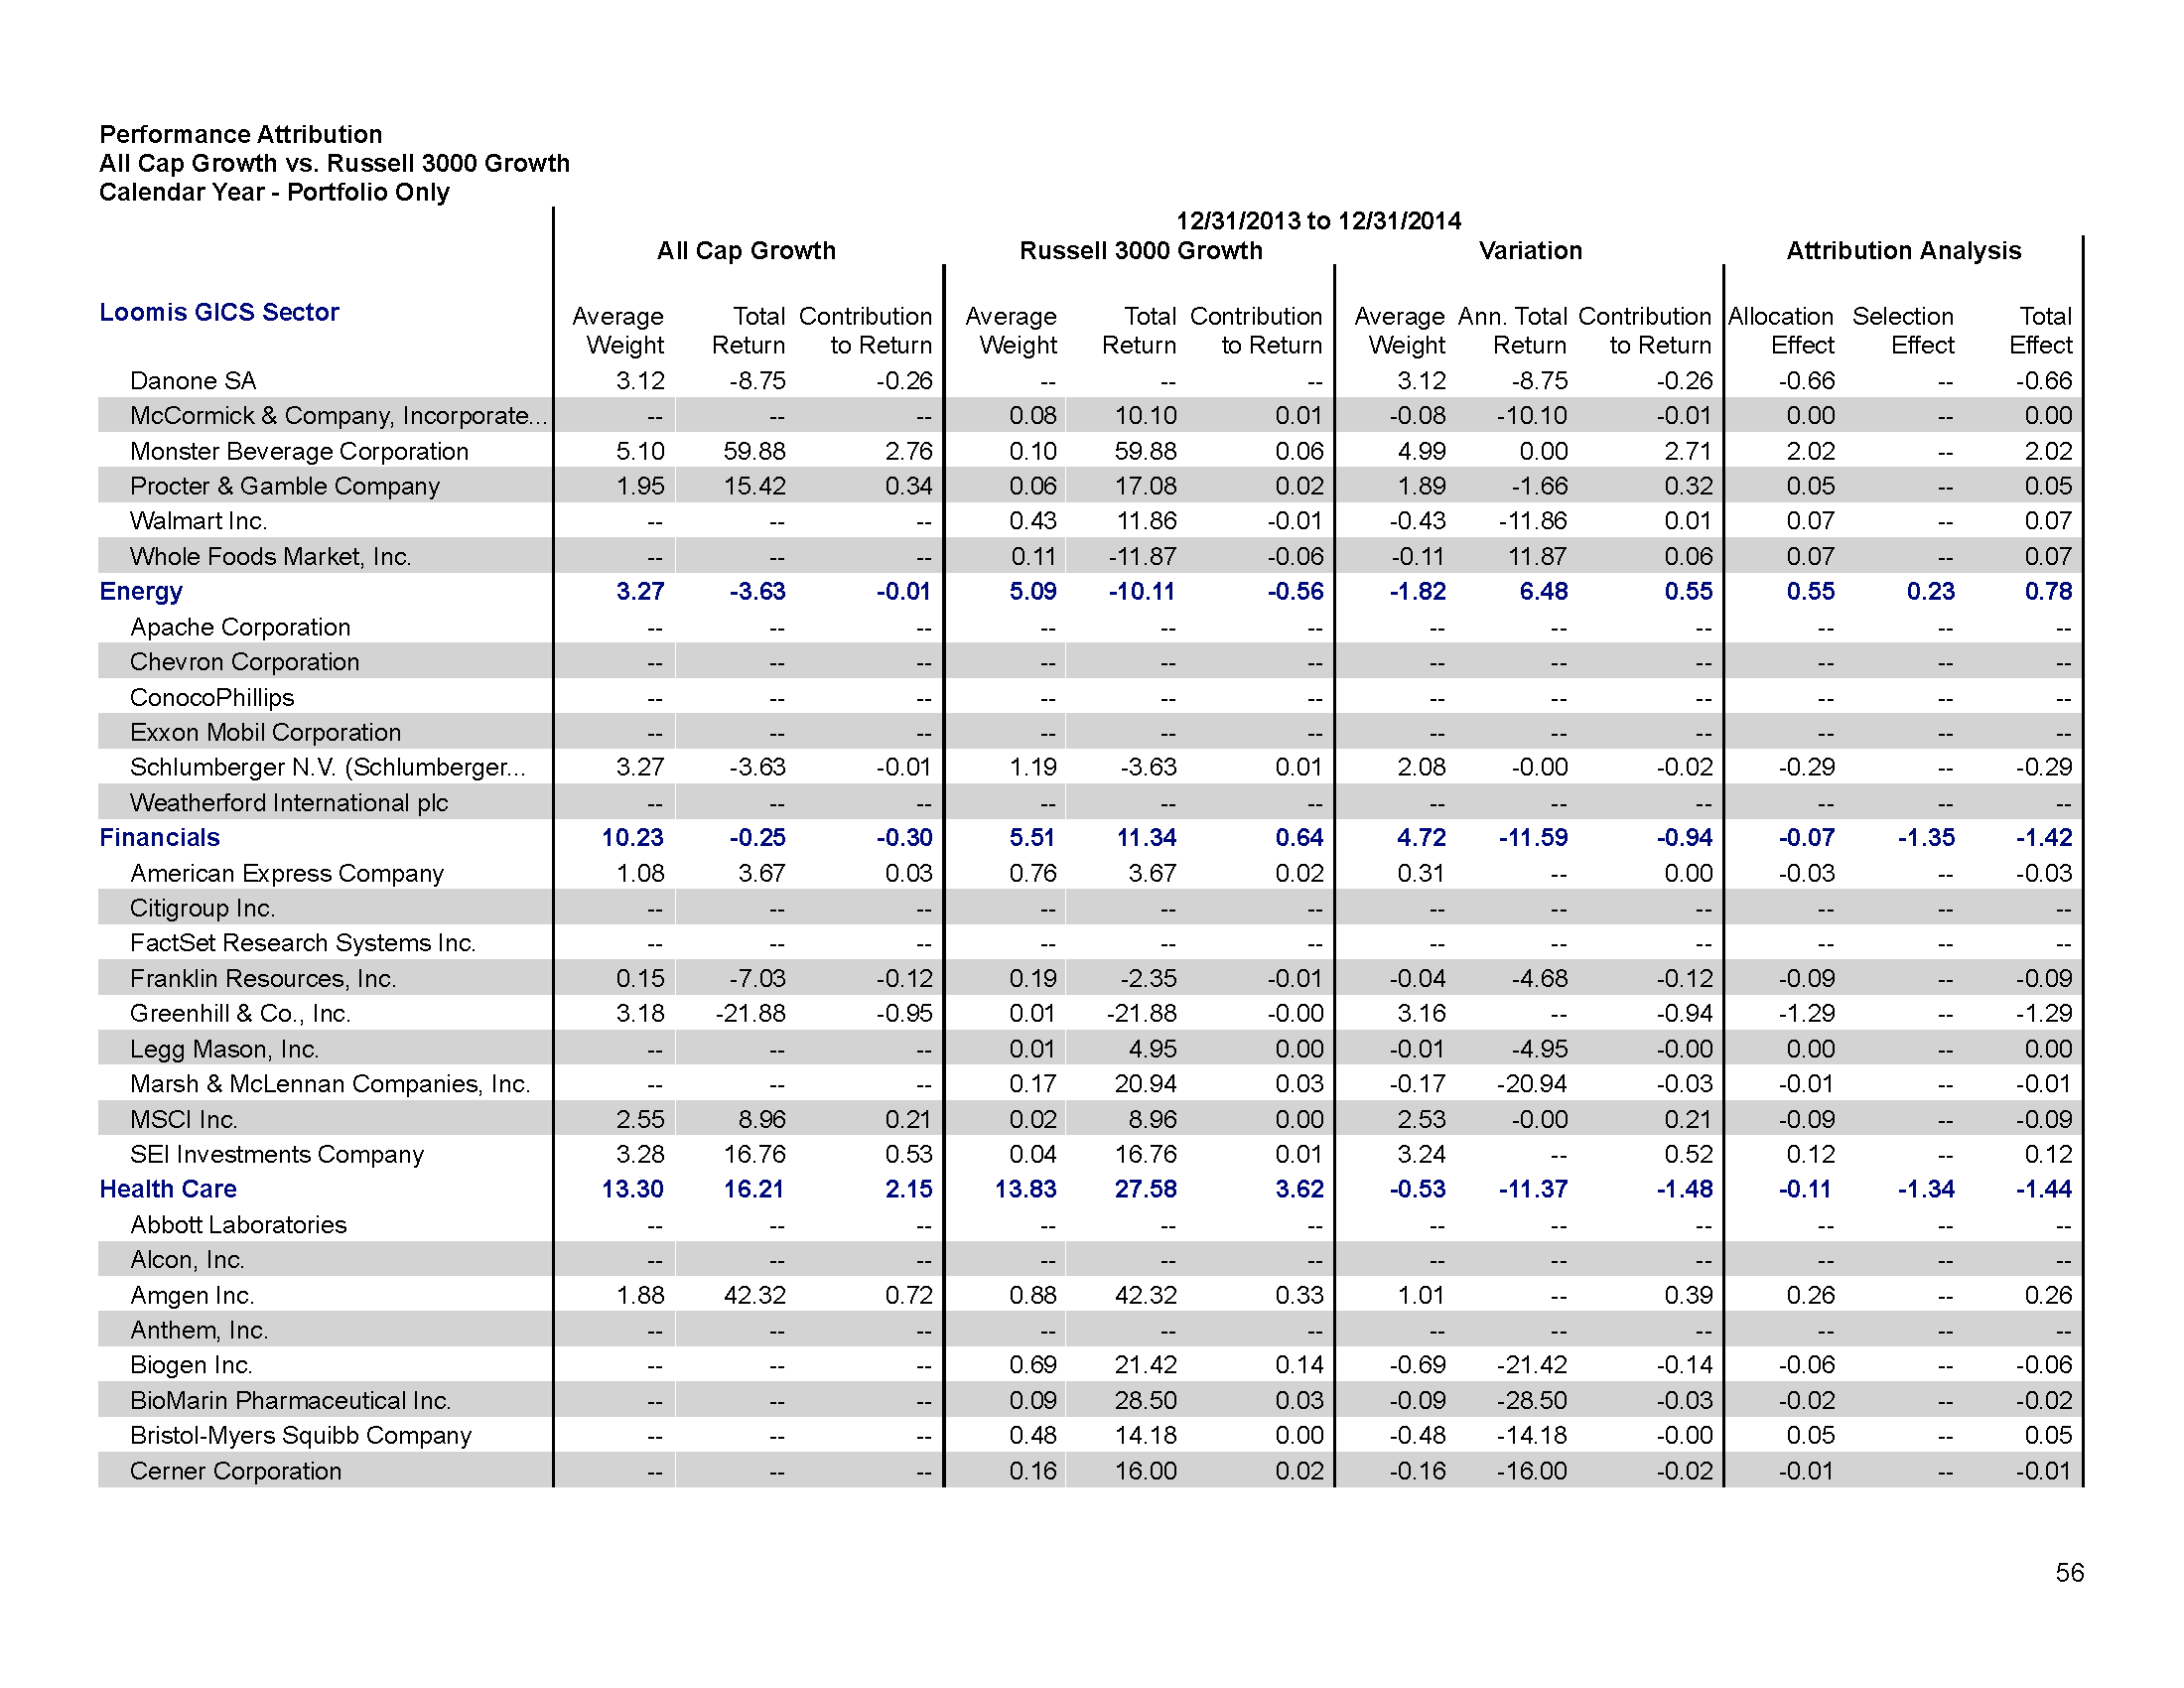 Performance Attribution
All Cap Growth vs. Russell 3000 Growth
Calendar Year - Portfolio Only
12/31/2013 to 12/31/2014
All Cap Growth Russell 3000 Growth Variation Attribution Analysis
Loomis GICS Sector
Average Total Contribution Average Total Contribution Average Ann. Total Contribution Allocation Selection Total
Weight Return to Return Weight Return to Return Weight Return to Return Effect Effect Effect
Danone SA 3.12 -8.75 -0.26 -- -- -- 3.12 -8.75 -0.26 -0.66 -- -0.66
McCormick & Company, Incorporate... -- -- -- 0.08 10.10 0.01 -0.08 -10.10 -0.01 0.00 -- 0.00
Monster Beverage Corporation 5.10 59.88 2.76 0.10 59.88 0.06 4.99 0.00 2.71 2.02 -- 2.02
Procter & Gamble Company 1.95 15.42 0.34 0.06 17.08 0.02 1.89 -1.66 0.32 0.05 -- 0.05
Walmart Inc. -- -- -- 0.43 11.86 -0.01 -0.43 -11.86 0.01 0.07 -- 0.07
Whole Foods Market, Inc. -- -- -- 0.11 -11.87 -0.06 -0.11 11.87 0.06 0.07 -- 0.07
Energy 3.27 -3.63 -0.01 5.09 -10.11 -0.56 -1.82 6.48 0.55 0.55 0.23 0.78
Apache Corporation -- -- -- -- -- -- -- -- -- -- -- --
Chevron Corporation -- -- -- -- -- -- -- -- -- -- -- --
ConocoPhillips -- -- -- -- -- -- -- -- -- -- -- --
Exxon Mobil Corporation -- -- -- -- -- -- -- -- -- -- -- --
Schlumberger N.V. (Schlumberger... 3.27 -3.63 -0.01 1.19 -3.63 0.01 2.08 -0.00 -0.02 -0.29 -- -0.29
Weatherford International plc -- -- -- -- -- -- -- -- -- -- -- --
Financials 10.23 -0.25 -0.30 5.51 11.34 0.64 4.72 -11.59 -0.94 -0.07 -1.35 -1.42
American Express Company 1.08 3.67 0.03 0.76 3.67 0.02 0.31 -- 0.00 -0.03 -- -0.03
Citigroup Inc. -- -- -- -- -- -- -- -- -- -- -- --
FactSet Research Systems Inc. -- -- -- -- -- -- -- -- -- -- -- --
Franklin Resources, Inc. 0.15 -7.03 -0.12 0.19 -2.35 -0.01 -0.04 -4.68 -0.12 -0.09 -- -0.09
Greenhill & Co., Inc. 3.18 -21.88 -0.95 0.01 -21.88 -0.00 3.16 -- -0.94 -1.29 -- -1.29
Legg Mason, Inc. -- -- -- 0.01 4.95 0.00 -0.01 -4.95 -0.00 0.00 -- 0.00
Marsh & McLennan Companies, Inc. -- -- -- 0.17 20.94 0.03 -0.17 -20.94 -0.03 -0.01 -- -0.01
MSCI Inc. 2.55 8.96 0.21 0.02 8.96 0.00 2.53 -0.00 0.21 -0.09 -- -0.09
SEI Investments Company 3.28 16.76 0.53 0.04 16.76 0.01 3.24 -- 0.52 0.12 -- 0.12
Health Care 13.30 16.21 2.15 13.83 27.58 3.62 -0.53 -11.37 -1.48 -0.11 -1.34 -1.44
Abbott Laboratories -- -- -- -- -- -- -- -- -- -- -- --
Alcon, Inc. -- -- -- -- -- -- -- -- -- -- -- --
Amgen Inc. 1.88 42.32 0.72 0.88 42.32 0.33 1.01 -- 0.39 0.26 -- 0.26
Anthem, Inc. -- -- -- -- -- -- -- -- -- -- -- --
Biogen Inc. -- -- -- 0.69 21.42 0.14 -0.69 -21.42 -0.14 -0.06 -- -0.06
BioMarin Pharmaceutical Inc. -- -- -- 0.09 28.50 0.03 -0.09 -28.50 -0.03 -0.02 -- -0.02
Bristol-Myers Squibb Company -- -- -- 0.48 14.18 0.00 -0.48 -14.18 -0.00 0.05 -- 0.05
Cerner Corporation -- -- -- 0.16 16.00 0.02 -0.16 -16.00 -0.02 -0.01 -- -0.01
56